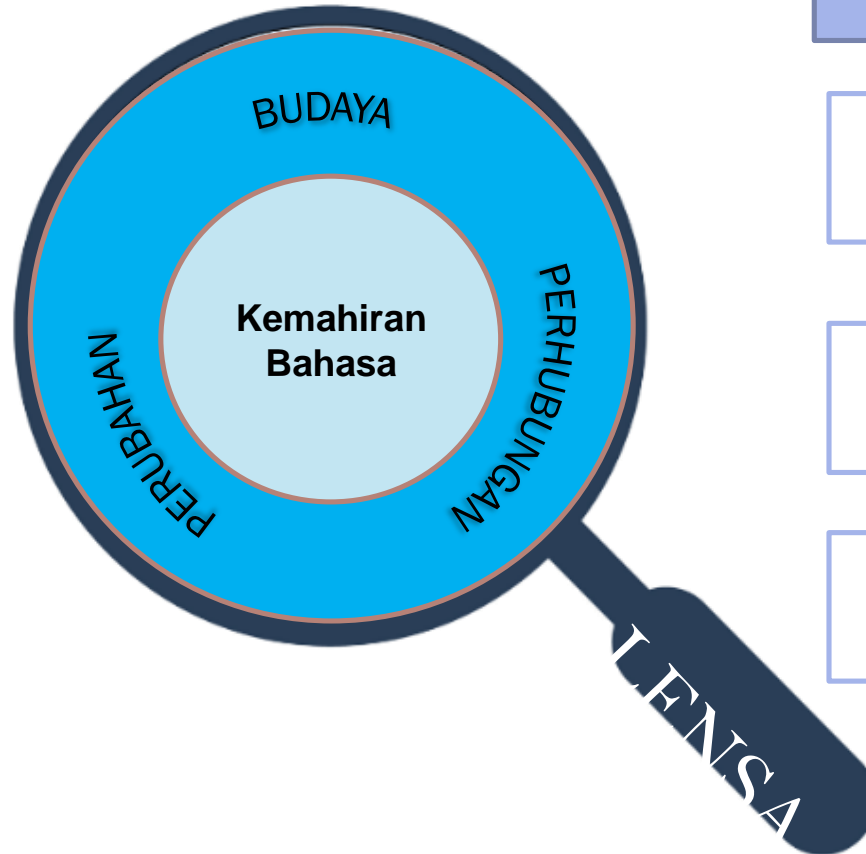 BUDAYA
Kemahiran
Bahasa
PERHUBUNGAN
PERUBAHAN
LENSA